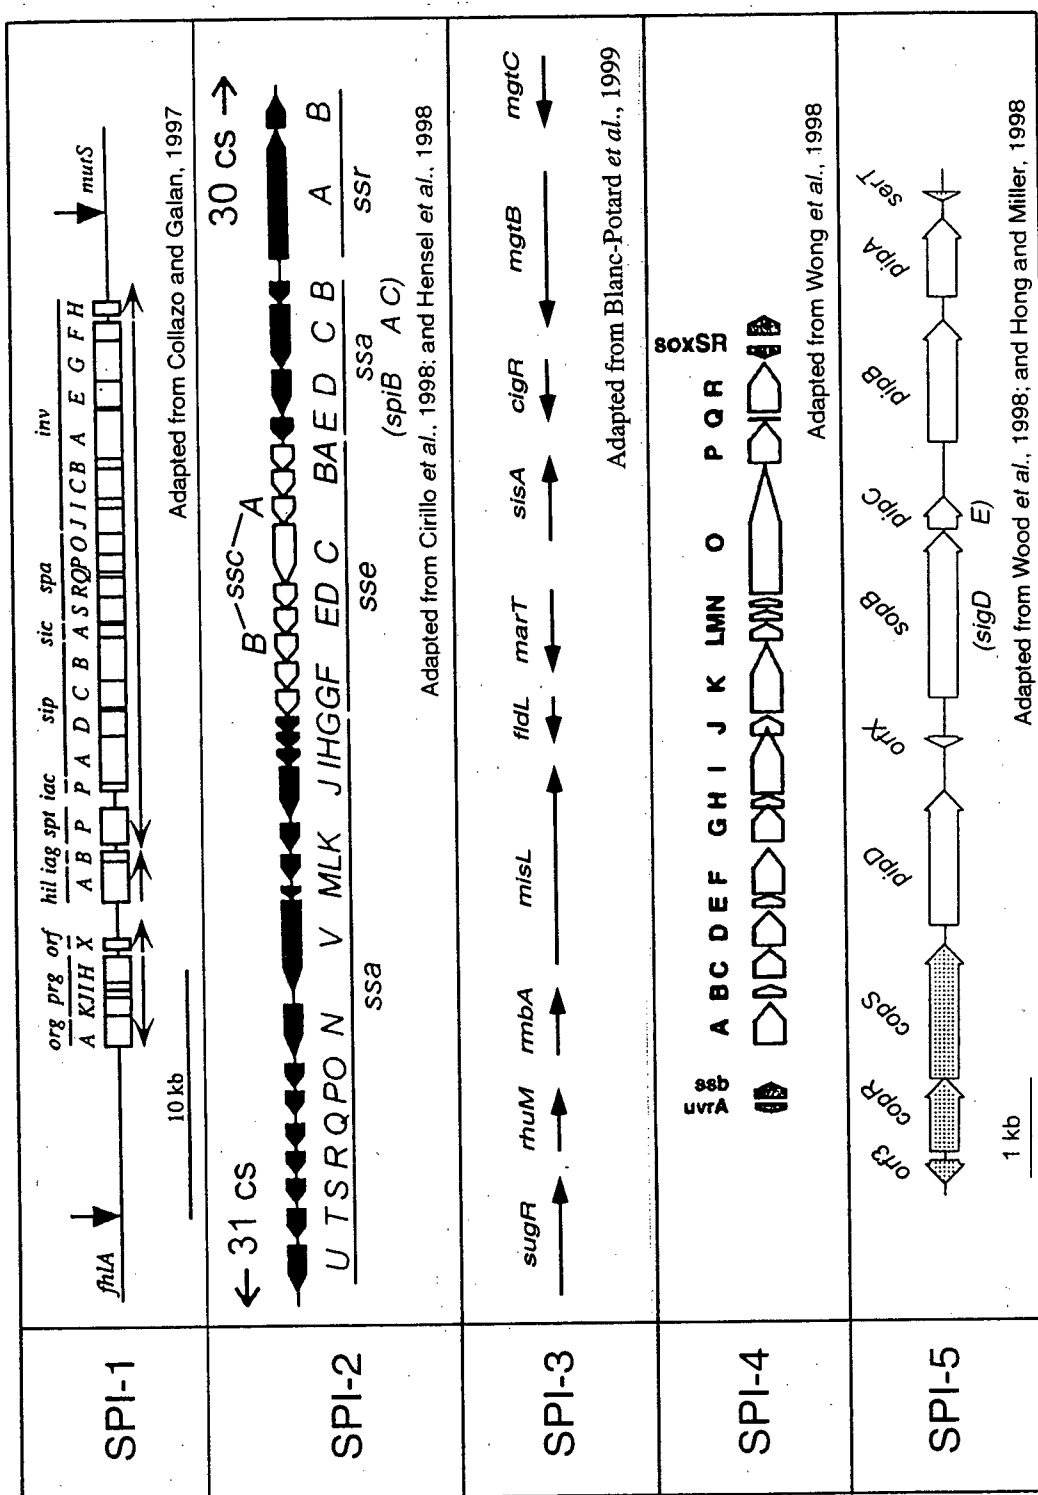 SPI-1
fhlA
org prg orf hil iag spt iac sip sic spa inv
A KJIH X A B P P A D C B A S RQPO J I C B A E G F H
mutS
10 kb
Adapted from Collazo and Galan, 1997
SPI-2
← 31 cs
30 cs →
B ssc A
U T S R Q P O N V M L K J I H G G F E D C B A E D C B A B
ssa sse ssa ssr
(spiB A C)
Adapted from Cirillo et al., 1998; and Hensel et al., 1998
SPI-3
sugR rhuM rmbA misL fidL marT sisA cigR mgtB mgtC
Adapted from Blanc-Potard et al., 1999
SPI-4
uvrA ssb A B C D E F G H I J K L M N O P Q R soxSR
Adapted from Wong et al., 1998
SPI-5
orf3 copR copS pipD orfX sopB pipC pipB pipA serT
(sigD E)
1 kb
Adapted from Wood et al., 1998; and Hong and Miller, 1998